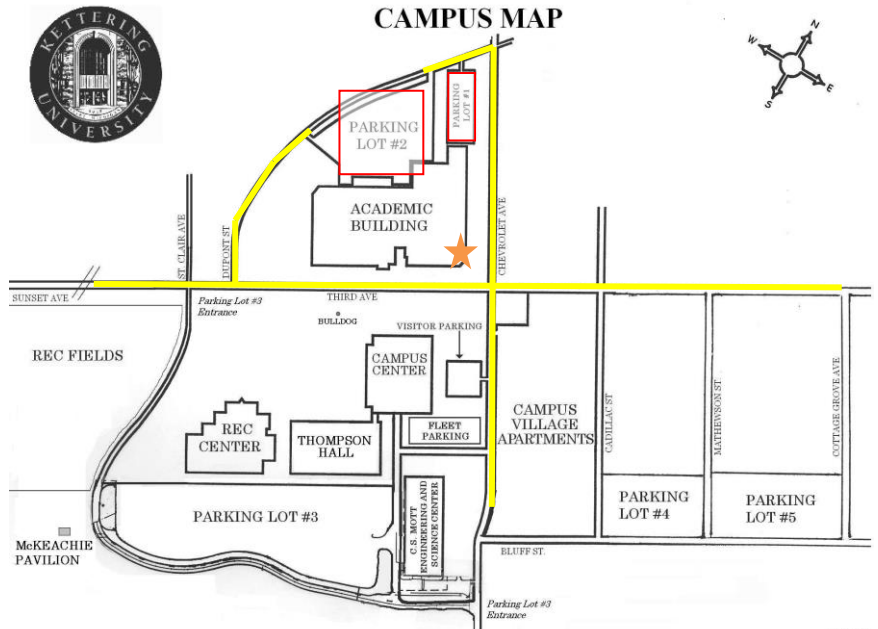 CAMPUS MAP
KETTERING
UNIVERSITY
N
W
E
S
PARKING
LOT #1
PARKING
LOT #2
ACADEMIC
BUILDING
ST. CLAIR AVE
DUPONT ST
CHEVROLET AVE
SUNSET AVE
Parking Lot #3
Entrance
THIRD AVE
BULLDOG
VISITOR PARKING
REC FIELDS
CAMPUS
CENTER
REC
CENTER
THOMPSON
HALL
FLEET
PARKING
CAMPUS
VILLAGE
APARTMENTS
CADILLAC ST
MATHEWSON ST
COTTAGE GROVE AVE
PARKING LOT #3
C.S. MOTT
ENGINEERING AND
SCIENCE CENTER
PARKING
LOT #4
PARKING
LOT #5
McKEACHIE
PAVILION
BLUFF ST.
Parking Lot #3
Entrance